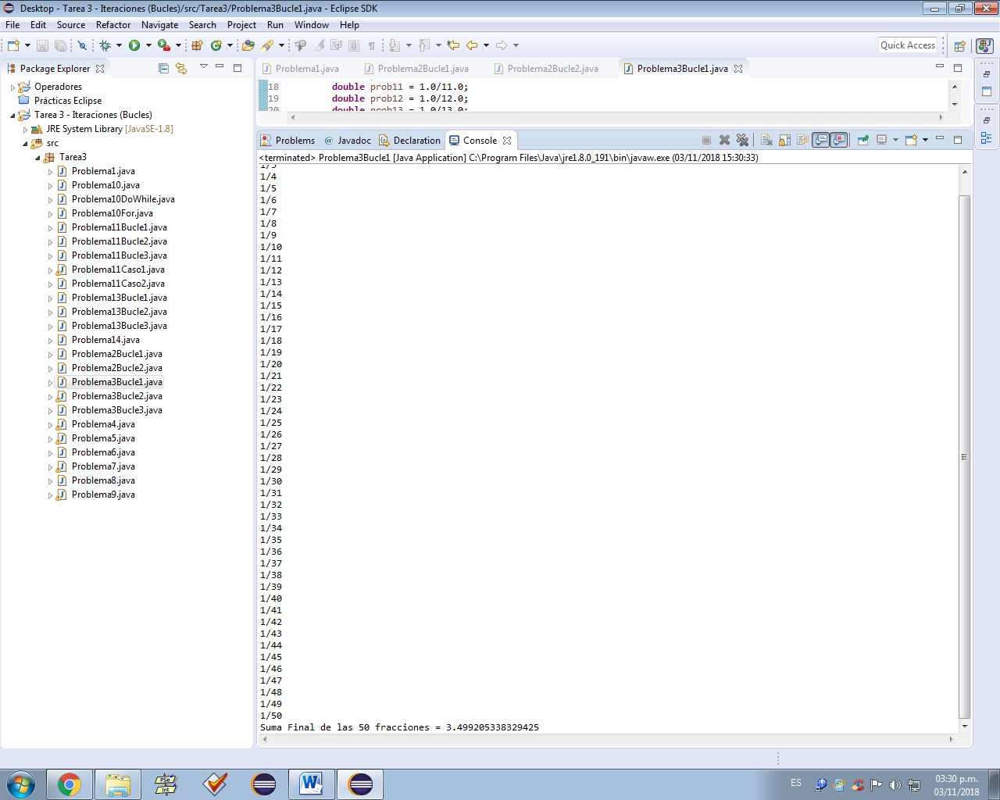 Desktop - Tarea 3 - Iteraciones (Bucles)/src/Tarea3/Problema3Bucle1.java - Eclipse SDK
File Edit Source Refactor Navigate Search Project Run Window Help
Quick Access
Package Explorer
Operadores
Prácticas Eclipse
Tarea 3 - Iteraciones (Bucles)
JRE System Library [JavaSE-1.8]
src
Tarea3
Problema1.java
Problema10.java
Problema10DoWhile.java
Problema10For.java
Problema11Bucle1.java
Problema11Bucle2.java
Problema11Bucle3.java
Problema11Caso1.java
Problema11Caso2.java
Problema13Bucle1.java
Problema13Bucle2.java
Problema13Bucle3.java
Problema14.java
Problema2Bucle1.java
Problema2Bucle2.java
Problema3Bucle1.java
Problema3Bucle2.java
Problema3Bucle3.java
Problema4.java
Problema5.java
Problema6.java
Problema7.java
Problema8.java
Problema9.java
Problema1.java Problema2Bucle1.java Problema2Bucle2.java Problema3Bucle1.java
18 double prob11 = 1.0/11.0;
19 double prob12 = 1.0/12.0;
20 double prob13 = 1.0/13.0;
Problems @ Javadoc Declaration Console
<terminated> Problema3Bucle1 [Java Application] C:\Program Files\Java\jre1.8.0_191\bin\javaw.exe (03/11/2018 15:30:33)
1/3
1/4
1/5
1/6
1/7
1/8
1/9
1/10
1/11
1/12
1/13
1/14
1/15
1/16
1/17
1/18
1/19
1/20
1/21
1/22
1/23
1/24
1/25
1/26
1/27
1/28
1/29
1/30
1/31
1/32
1/33
1/34
1/35
1/36
1/37
1/38
1/39
1/40
1/41
1/42
1/43
1/44
1/45
1/46
1/47
1/48
1/49
1/50
Suma Final de las 50 fracciones = 3.499205338329425
PSe
Int
ES
03:30 p.m.
03/11/2018